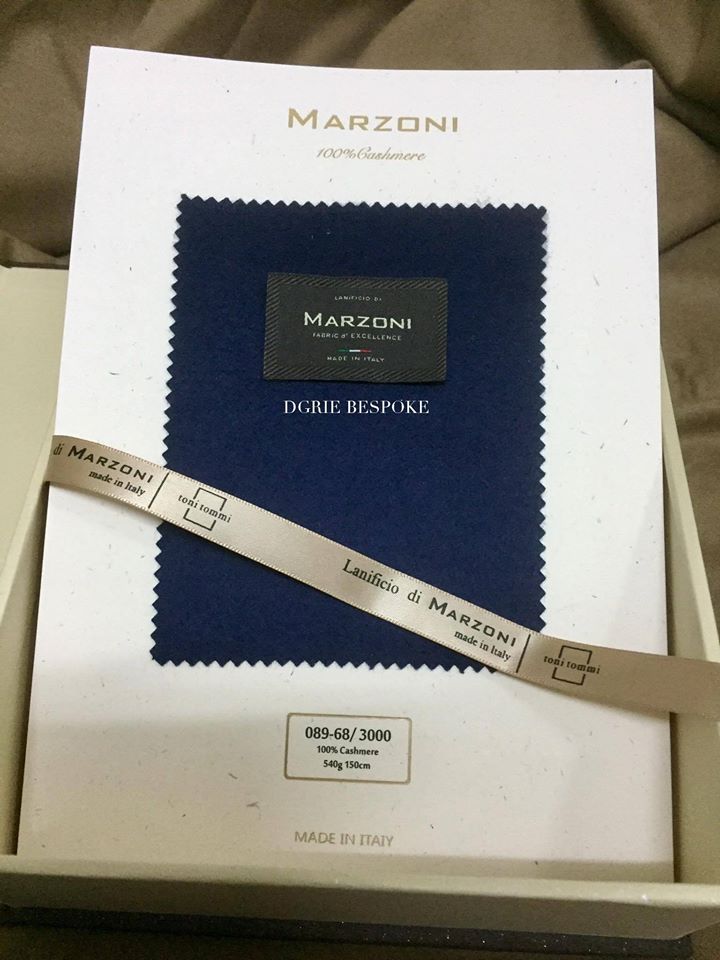 MARZONI
100%Cashmere
LANIFICIO DI
MARZONI
FABRIC of EXCELLENCE
MADE IN ITALY
DGRIE BESPOKE
di MARZONI
made in Italy
toni tommi
Lanificio di MARZONI
made in Italy
toni tommi
089-68/ 3000
100% Cashmere
540g 150cm
MADE IN ITALY